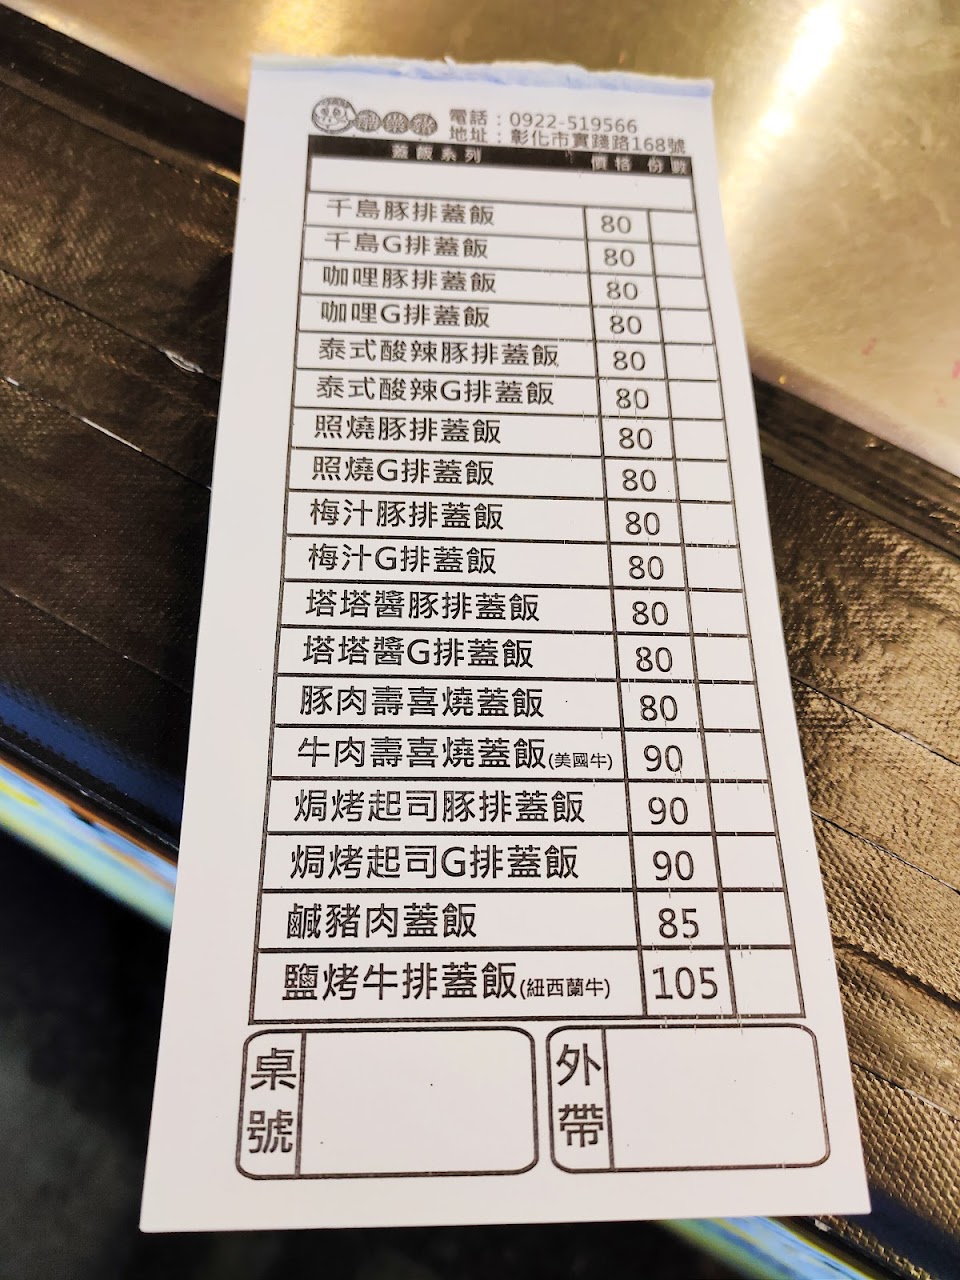 電話：0922-519566
地址：彰化市實踐路168號
蓋飯系列 價格 份數
千島豚排蓋飯 80
千島G排蓋飯 80
咖哩豚排蓋飯 80
咖哩G排蓋飯 80
泰式酸辣豚排蓋飯 80
泰式酸辣G排蓋飯 80
照燒豚排蓋飯 80
照燒G排蓋飯 80
梅汁豚排蓋飯 80
梅汁G排蓋飯 80
塔塔醬豚排蓋飯 80
塔塔醬G排蓋飯 80
豚肉壽喜燒蓋飯 80
牛肉壽喜燒蓋飯(美國牛) 90
焗烤起司豚排蓋飯 90
焗烤起司G排蓋飯 90
鹹豬肉蓋飯 85
鹽烤牛排蓋飯(紐西蘭牛) 105
桌號
外帶